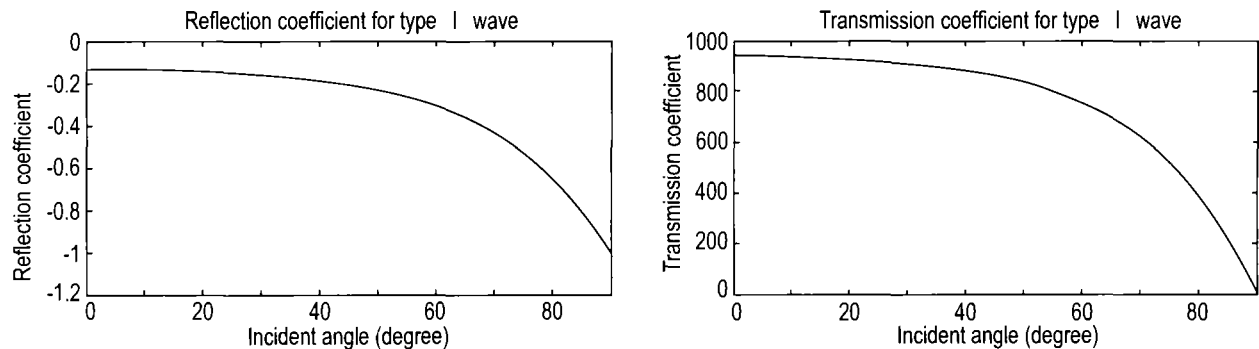 Reflection coefficient for type I wave
Reflection coefficient
0
-0.2
-0.4
-0.6
-0.8
-1
-1.2
0 20 40 60 80
Incident angle (degree)
Transmission coefficient for type I wave
Transmission coefficient
1000
800
600
400
200
0
0 20 40 60 80
Incident angle (degree)